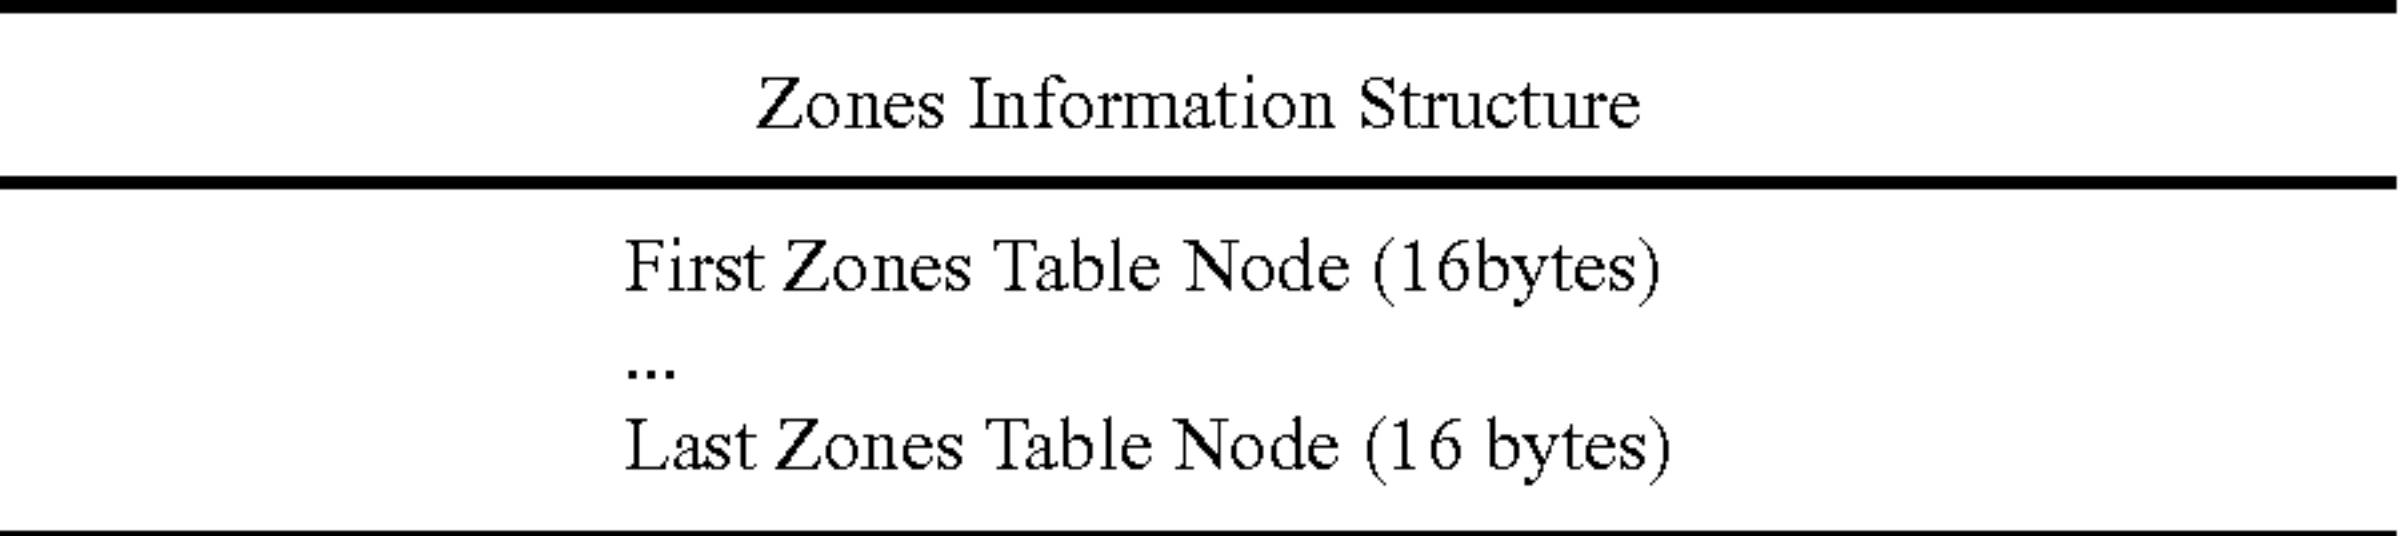 Zones Information Structure
First Zones Table Node (16bytes)
...
Last Zones Table Node (16 bytes)